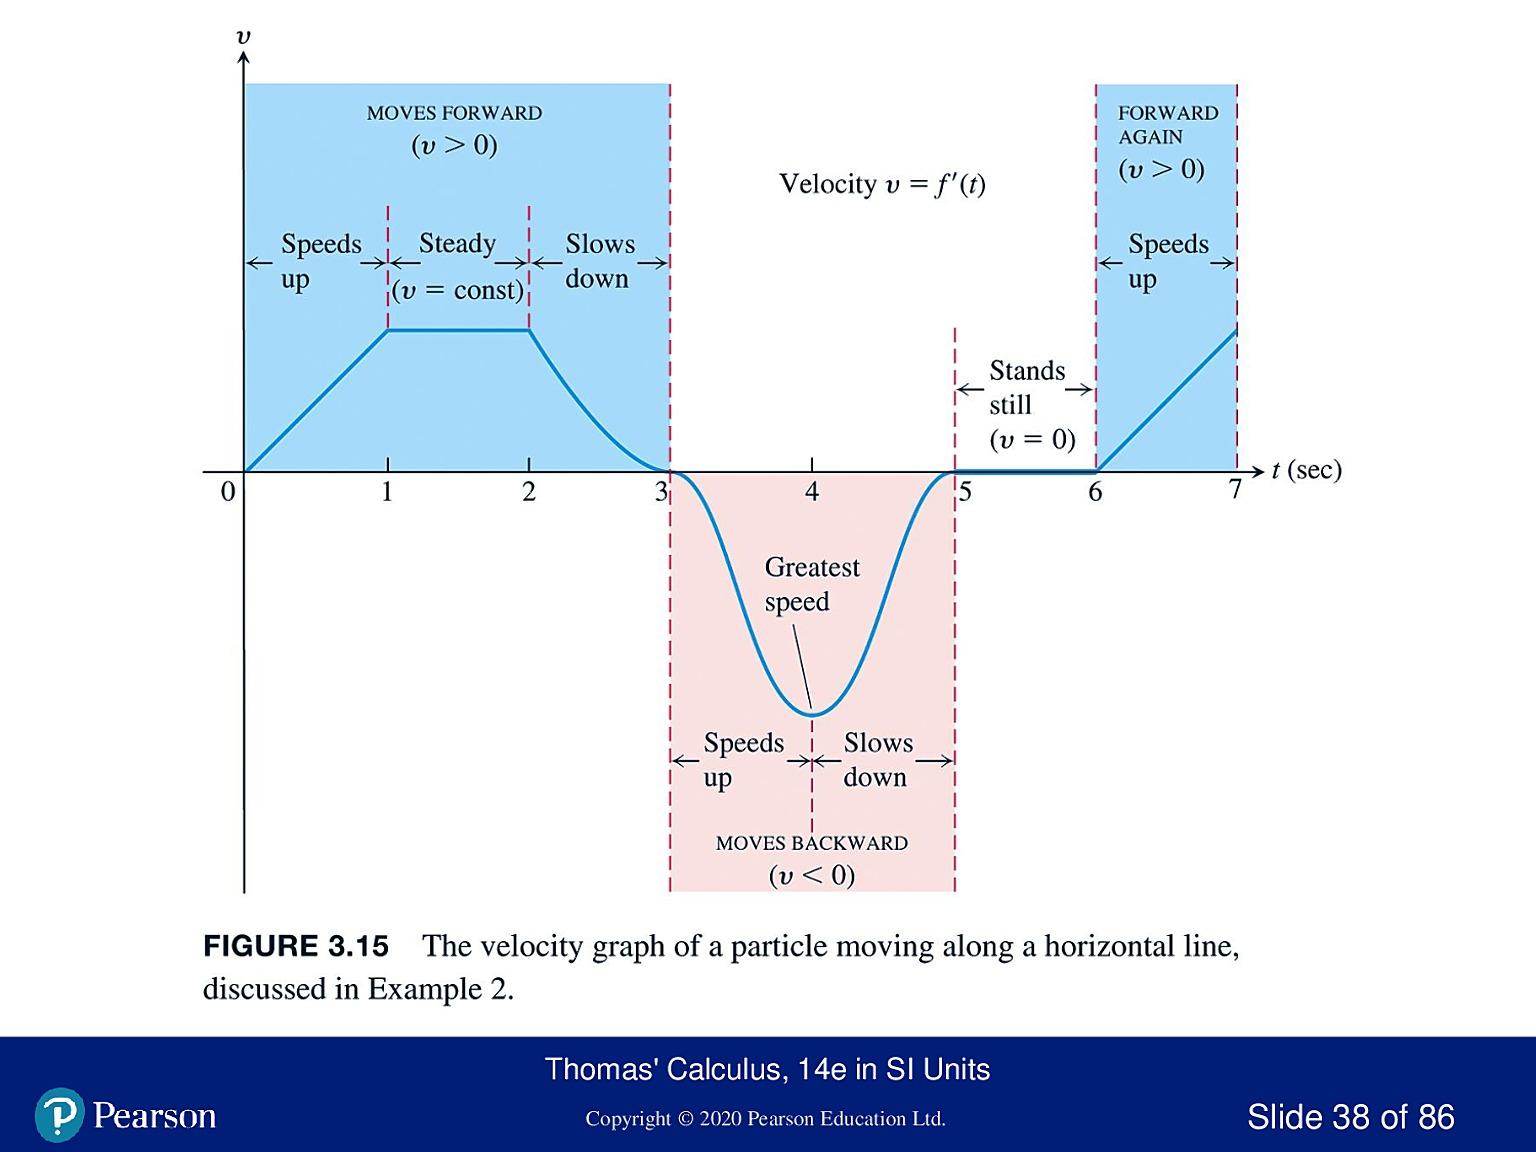 v
MOVES FORWARD
(v > 0)
FORWARD
AGAIN
(v > 0)
Velocity v = f′(t)
Speeds
up
Steady
(v = const)
Slows
down
Speeds
up
Stands
still
(v = 0)
0 1 2 3 4 5 6 7 t (sec)
Greatest
speed
Speeds
up
Slows
down
MOVES BACKWARD
(v < 0)
FIGURE 3.15 The velocity graph of a particle moving along a horizontal line,
discussed in Example 2.
Thomas' Calculus, 14e in SI Units
Pearson
Copyright © 2020 Pearson Education Ltd.
Slide 38 of 86